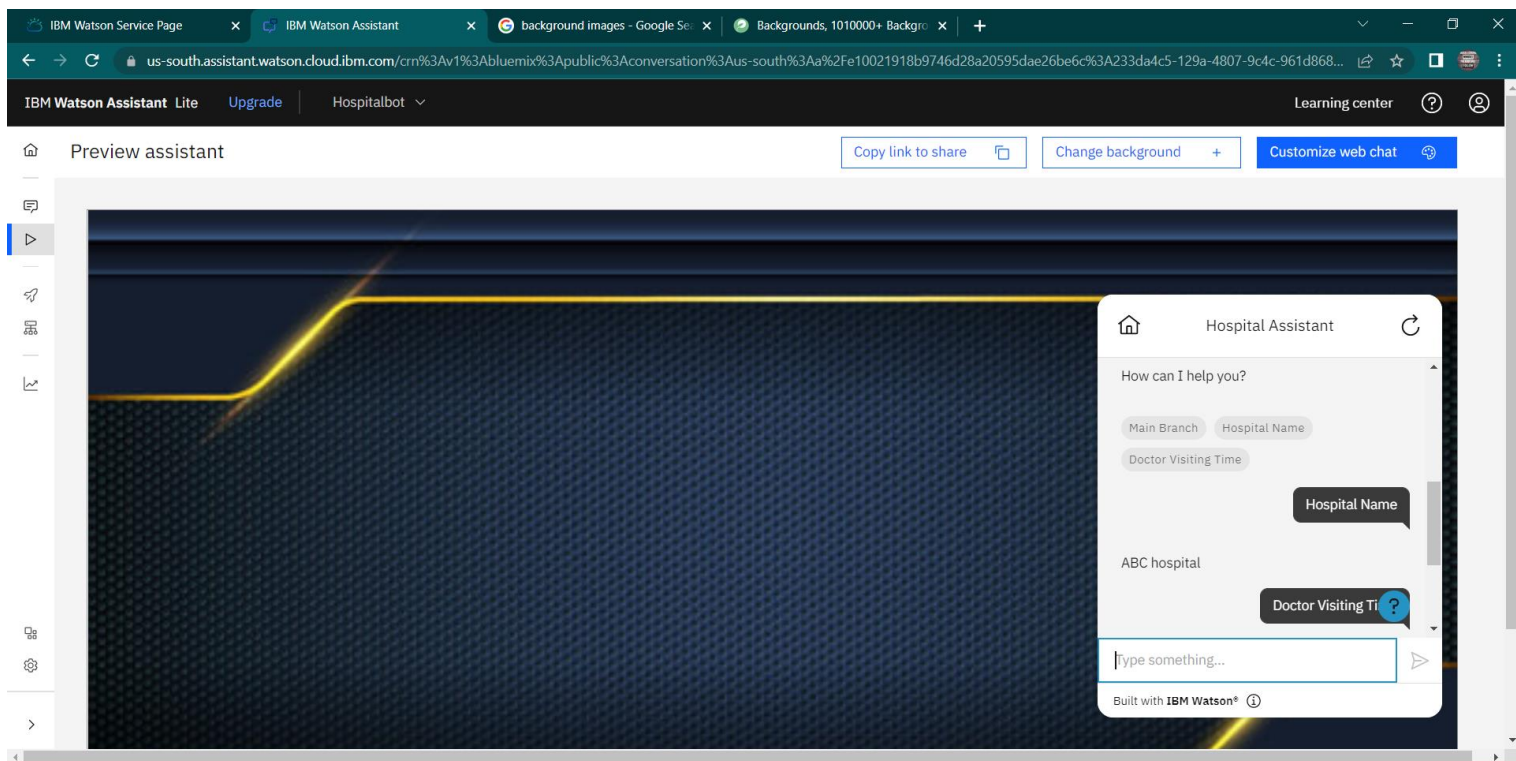 IBM Watson Service Page
IBM Watson Assistant
background images - Google Se
Backgrounds, 1010000+ Backgro
us-south.assistant.watson.cloud.ibm.com/crn%3Av1%3Abluemix%3Apublic%3Aconversation%3Aus-south%3Aa%2Fe10021918b9746d28a20595dae26be6c%3A233da4c5-129a-4807-9c4c-961d868...
IBM Watson Assistant Lite Upgrade Hospitalbot Learning center
Preview assistant Copy link to share Change background + Customize web chat
Hospital Assistant
How can I help you?
Main Branch Hospital Name
Doctor Visiting Time
Hospital Name
ABC hospital
Doctor Visiting Ti ?
Type something...
Built with IBM Watson®